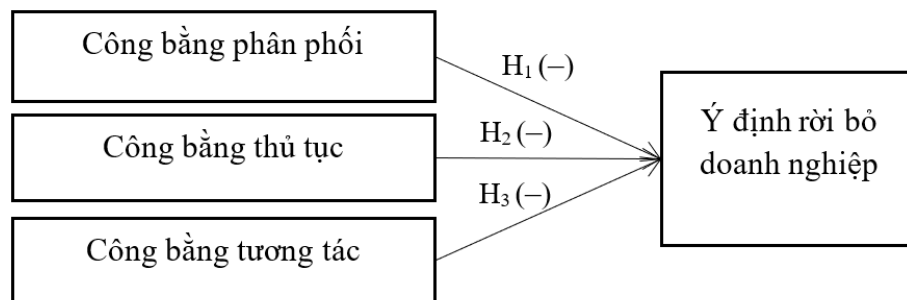 Công bằng phân phối
H₁ (–)
Công bằng thủ tục
H₂ (–)
Công bằng tương tác
H₃ (–)
Ý định rời bỏ
doanh nghiệp